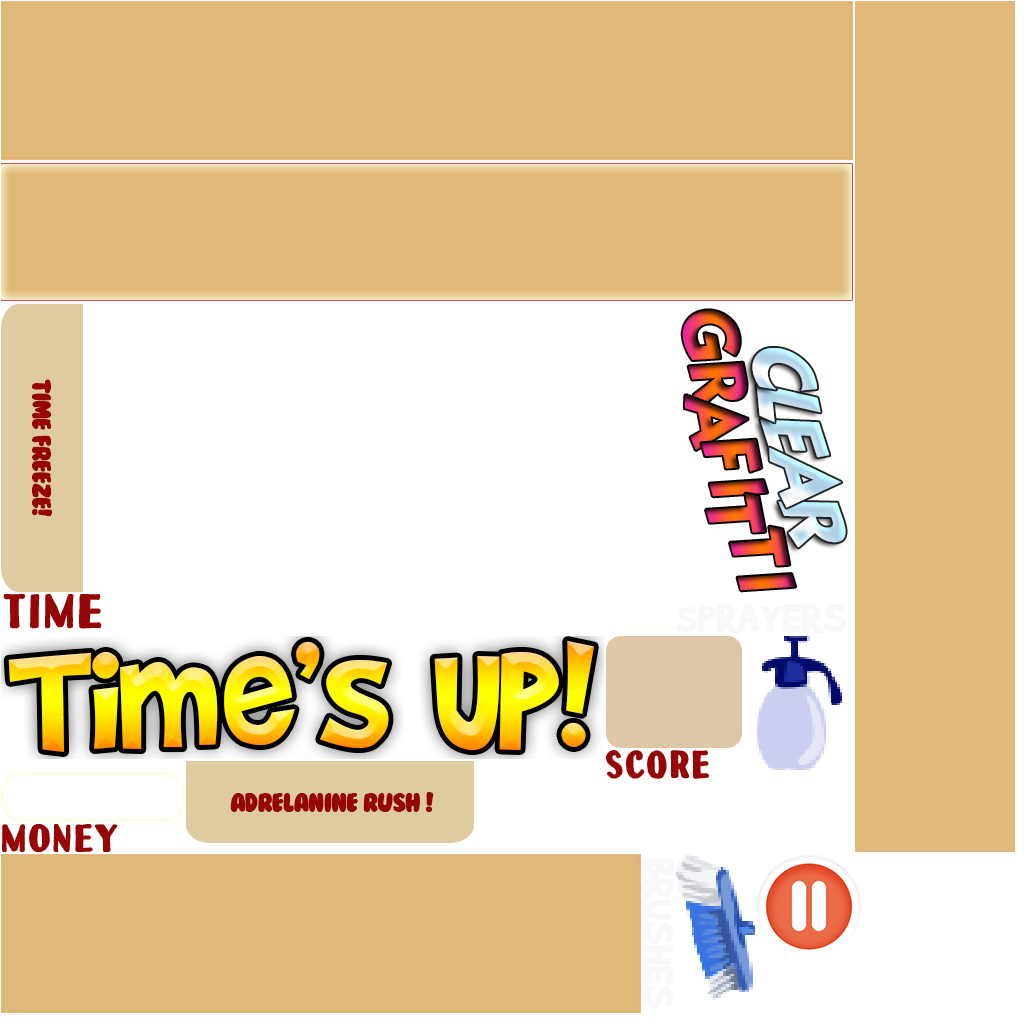 TIME FREEZE!
CLEAR
GRAFITTI
TIME
SPRAYERS
Time's UP!
SCORE
ADRELANINE RUSH !
MONEY
BRUSHES